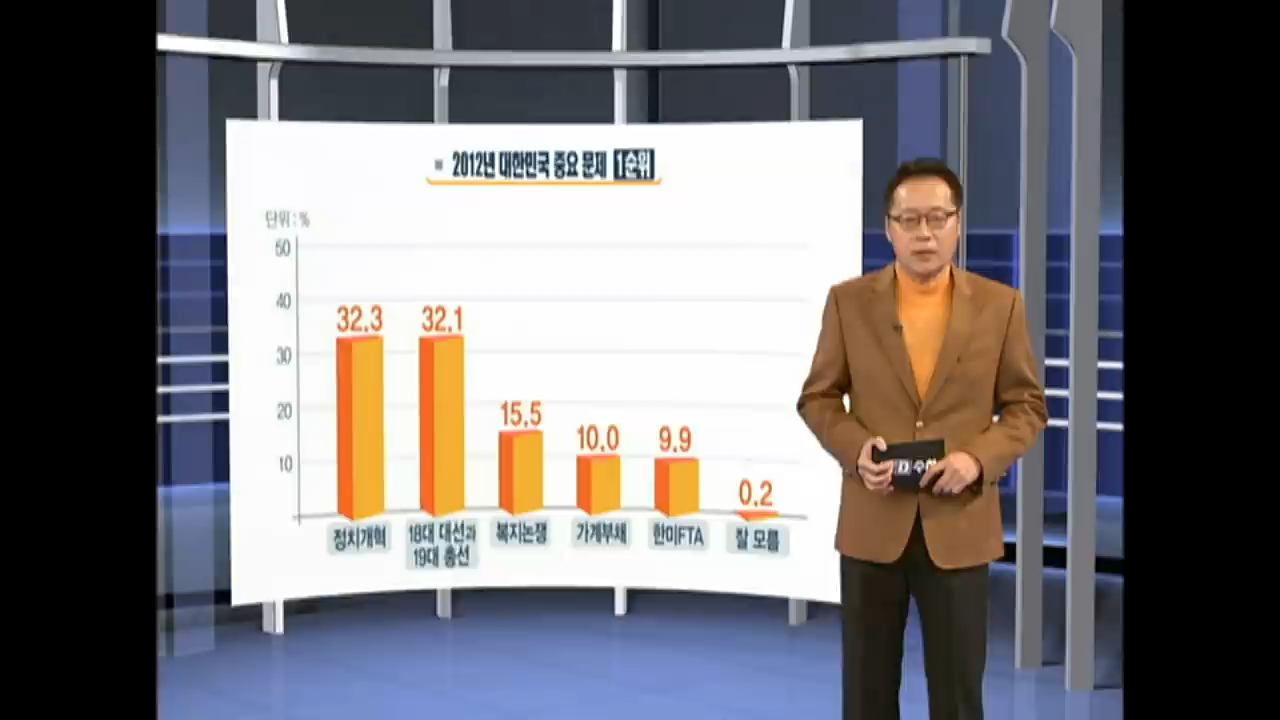 2012년 대한민국 중요 문제 1순위
단위 : %
50
40
30
20
10
32.3
32.1
15.5
10.0
9.9
0.2
정치개혁
18대 대선과
19대 총선
복지논쟁
가계부채
한미FTA
잘 모름